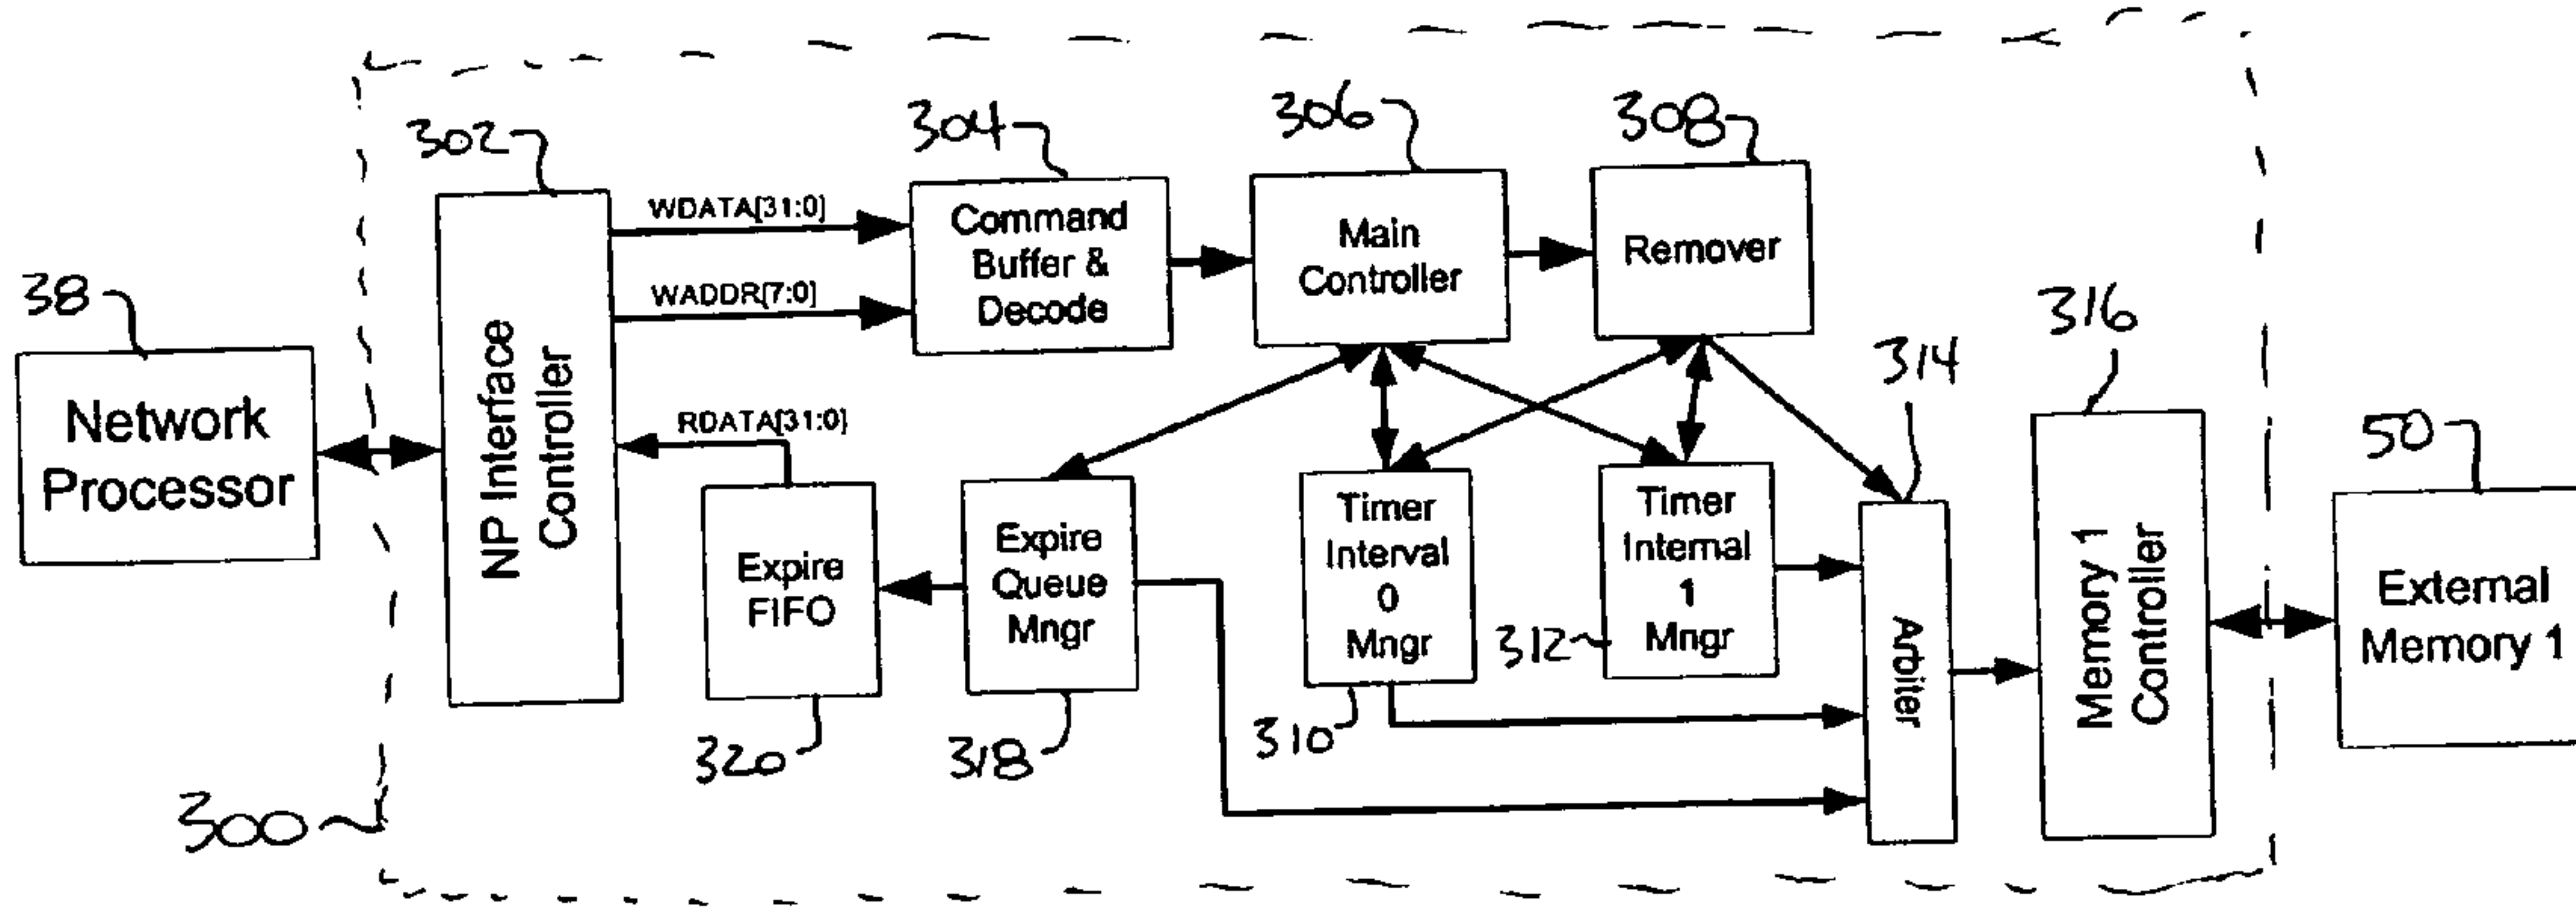 302
304
306
308
WDATA[31:0]
WADDR[7:0]
Command
Buffer &
Decode
Main
Controller
Remover
38
Network
Processor
NP Interface
Controller
RDATA[31:0]
314
316
50
Expire
FIFO
Expire
Queue
Mngr
Timer
Interval
0
Mngr
Timer
Internal
1
Mngr
312
Arbiter
Memory 1
Controller
External
Memory 1
320
318
310
300